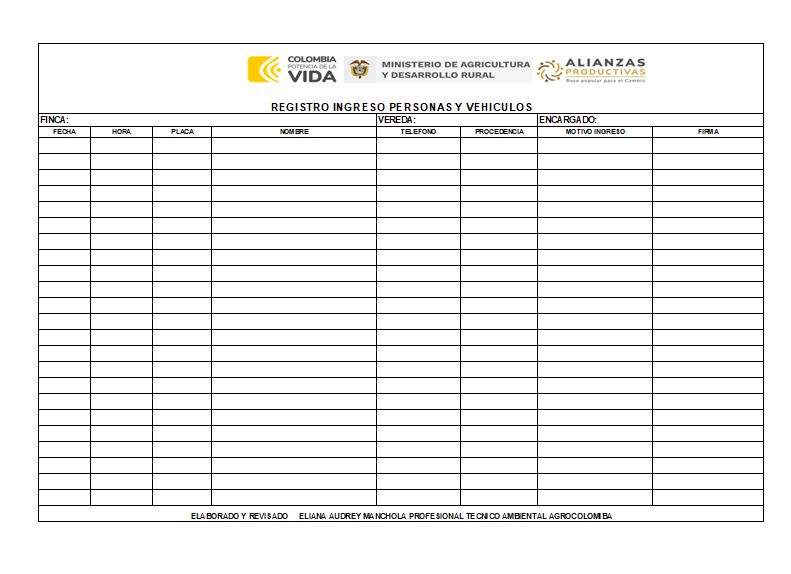 COLOMBIA
POTENCIA DE LA
VIDA
MINISTERIO DE AGRICULTURA
Y DESARROLLO RURAL
ALIANZAS
PRODUCTIVAS
Base popular para el Cambio
REGISTRO INGRESO PERSONAS Y VEHICULOS
FINCA: VEREDA: ENCARGADO:
FECHA HORA PLACA NOMBRE TELEFONO PROCEDENCIA MOTIVO INGRESO FIRMA
ELABORADO Y REVISADO ELIANA AUDREY MANCHOLA PROFESIONAL TECNICO AMBIENTAL AGROCOLOMIBA